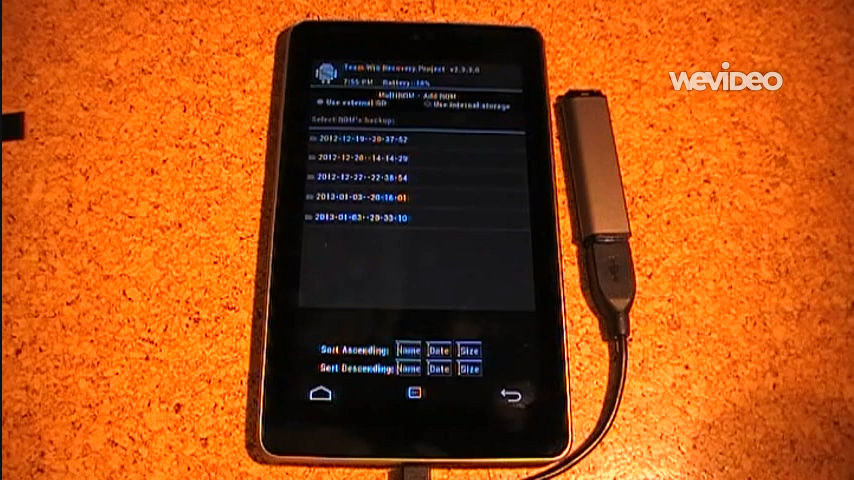 wevideo
Team Win Recovery Project v2.3.3.0
7:55 PM Battery: 18%
MultiROM - Add ROM
Use external SD Use internal storage
Select ROM's backup:
2012-12-19--20-37-52
2012-12-20--14-14-29
2012-12-22--22-38-54
2013-01-03--20-16-01
2013-01-03--20-33-10
Sort Ascending: Name Date Size
Sort Descending: Name Date Size